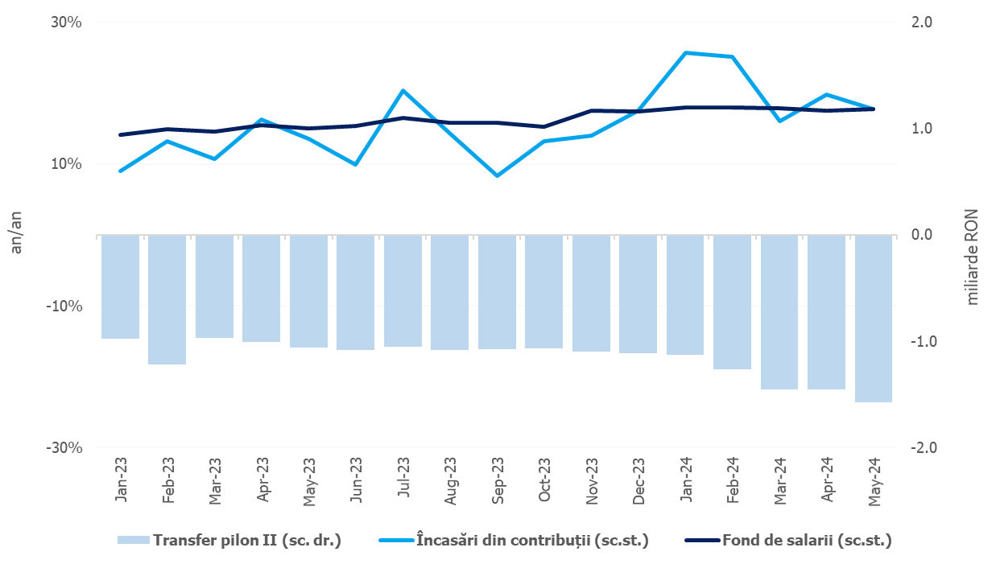 30%
10%
-10%
-30%
an/an
2.0
1.0
0.0
-1.0
-2.0
miliarde RON
Jan-23
Feb-23
Mar-23
Apr-23
May-23
Jun-23
Jul-23
Aug-23
Sep-23
Oct-23
Nov-23
Dec-23
Jan-24
Feb-24
Mar-24
Apr-24
May-24
Transfer pilon II (sc. dr.)
Încasări din contribuții (sc.st.)
Fond de salarii (sc.st.)